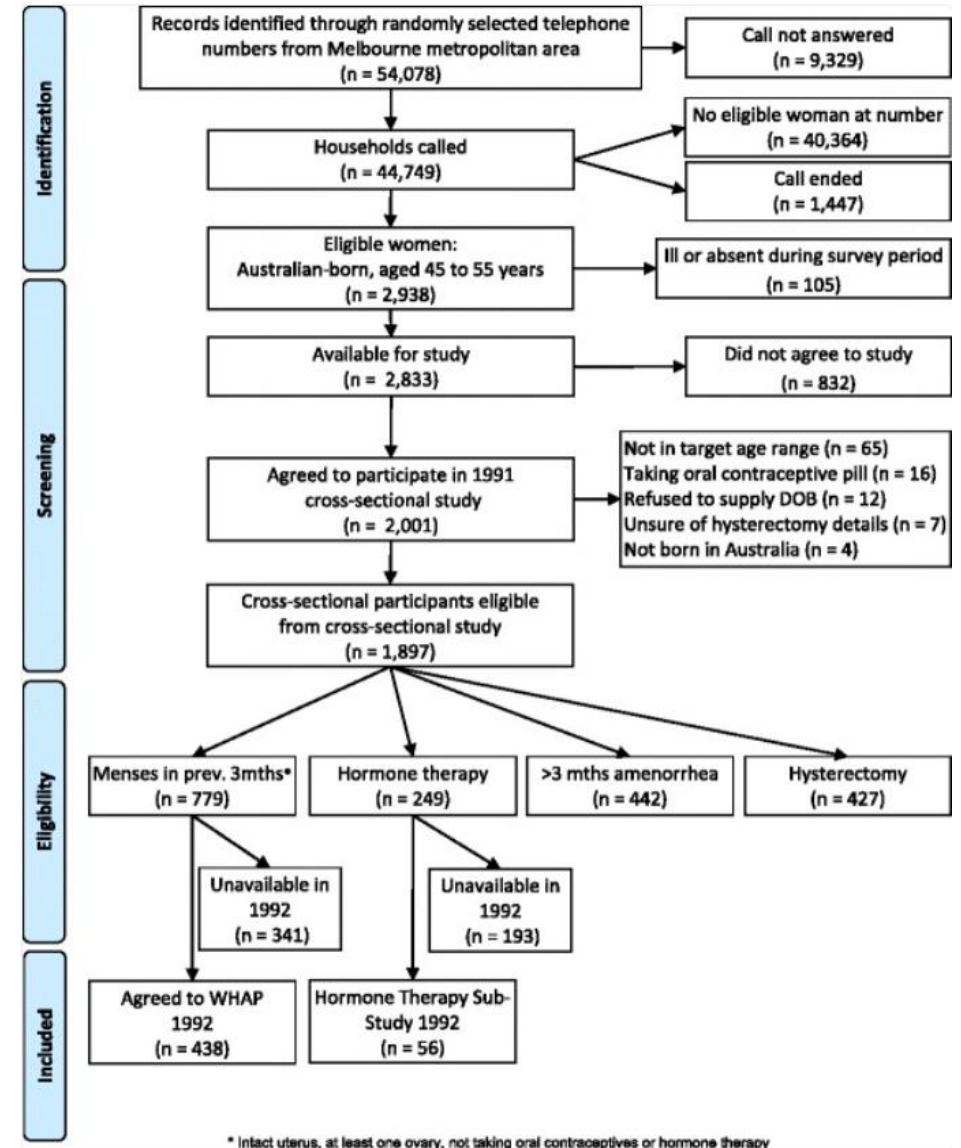 Identification
Records identified through randomly selected telephone
numbers from Melbourne metropolitan area
(n = 54,078)
Call not answered
(n = 9,329)
Households called
(n = 44,749)
No eligible woman at number
(n = 40,364)
Call ended
(n = 1,447)
Eligible women:
Australian-born, aged 45 to 55 years
(n = 2,938)
Ill or absent during survey period
(n = 105)
Screening
Available for study
(n = 2,833)
Did not agree to study
(n = 832)
Agreed to participate in 1991
cross-sectional study
(n = 2,001)
Not in target age range (n = 65)
Taking oral contraceptive pill (n = 16)
Refused to supply DOB (n = 12)
Unsure of hysterectomy details (n = 7)
Not born in Australia (n = 4)
Cross-sectional participants eligible
from cross-sectional study
(n = 1,897)
Eligibility
Menses in prev. 3mths*
(n = 779)
Hormone therapy
(n = 249)
>3 mths amenorrhea
(n = 442)
Hysterectomy
(n = 427)
Unavailable in
1992
(n = 341)
Unavailable in
1992
(n = 193)
Included
Agreed to WHAP
1992
(n = 438)
Hormone Therapy Sub-
Study 1992
(n = 56)
* Intact uterus, at least one ovary, not taking oral contraceptives or hormone therapy